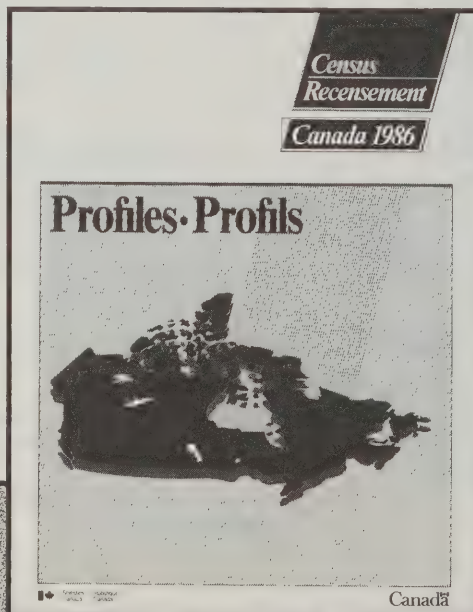 Census
Recensement
Canada 1986
Profiles • Profils
Canada